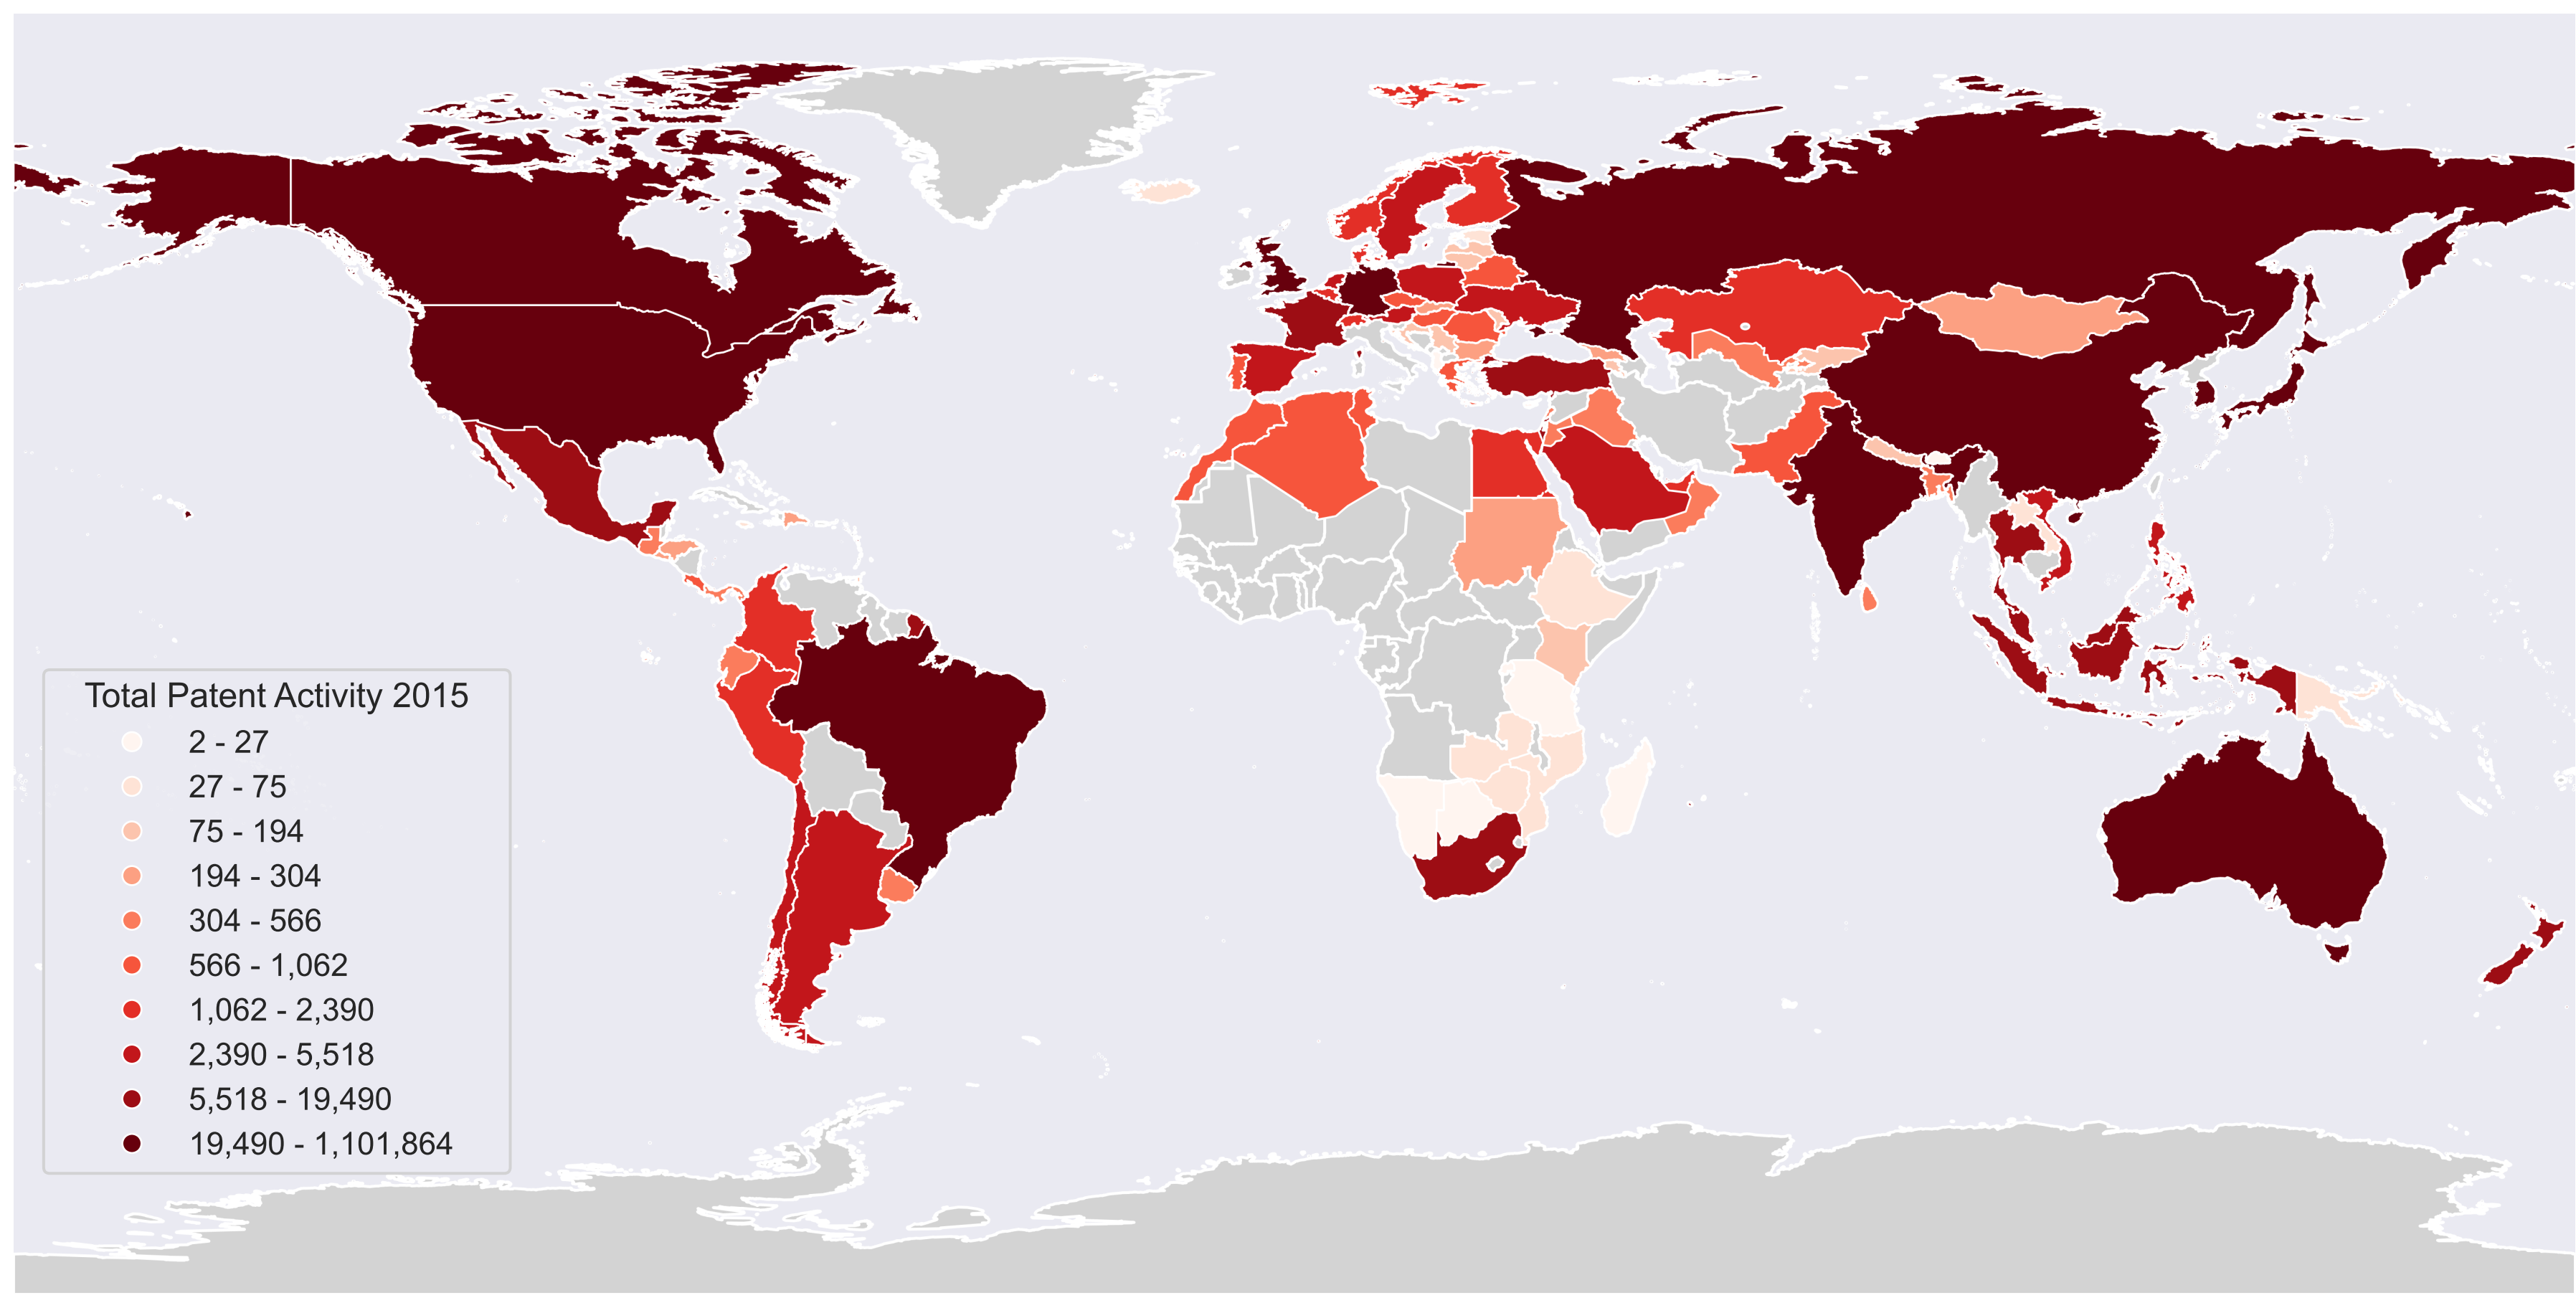 Total Patent Activity 2015
2 - 27
27 - 75
75 - 194
194 - 304
304 - 566
566 - 1,062
1,062 - 2,390
2,390 - 5,518
5,518 - 19,490
19,490 - 1,101,864